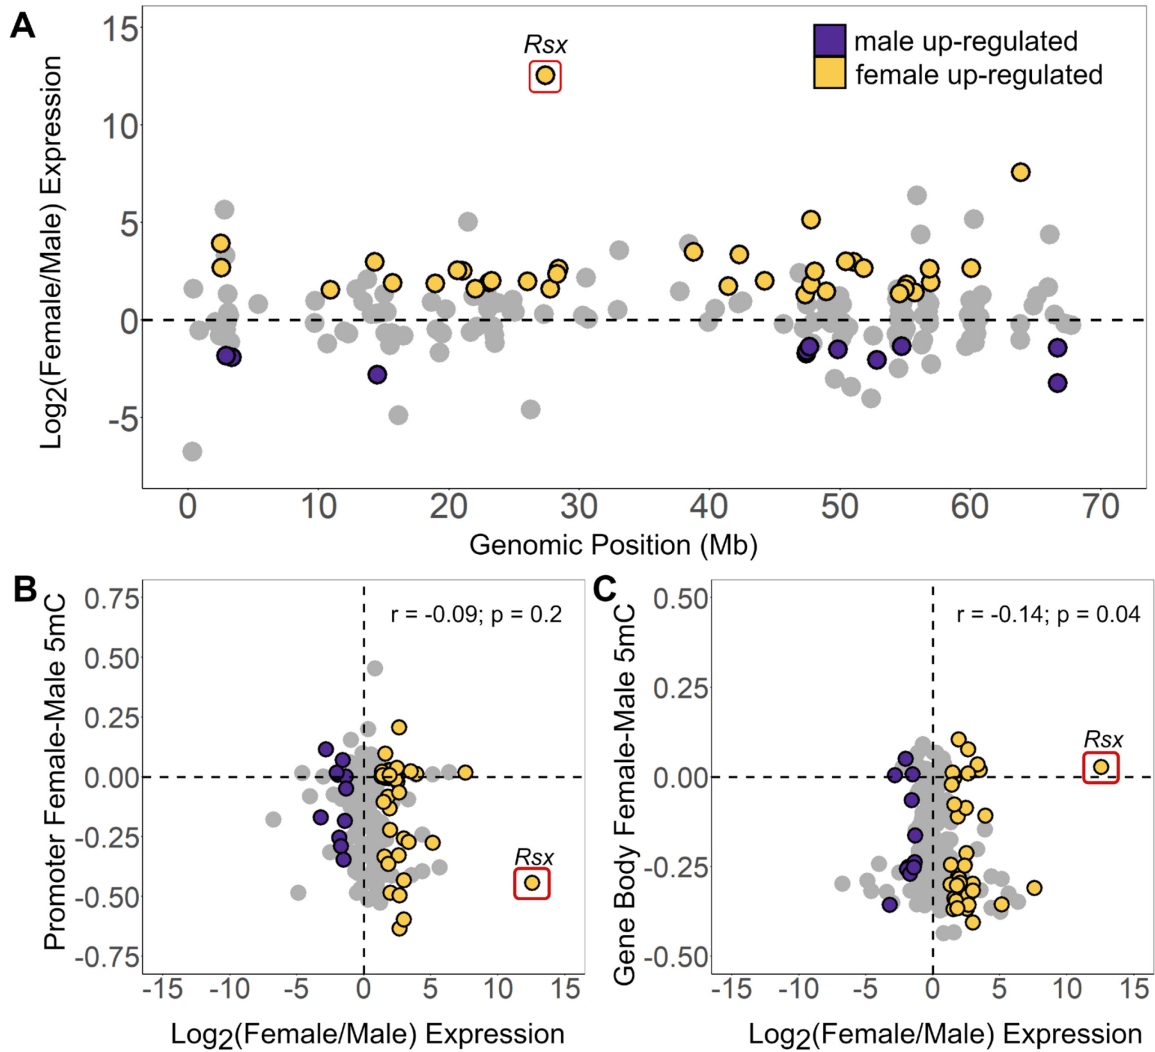 A
Log2(Female/Male) Expression
15
10
5
0
-5
Rsx
male up-regulated
female up-regulated
0 10 20 30 40 50 60 70
Genomic Position (Mb)
B
Promoter Female-Male 5mC
0.75
0.50
0.25
0.00
-0.25
-0.50
-0.75
r = -0.09; p = 0.2
Rsx
-15 -10 -5 0 5 10 15
Log2(Female/Male) Expression
C
Gene Body Female-Male 5mC
0.50
0.25
0.00
-0.25
-0.50
r = -0.14; p = 0.04
Rsx
-15 -10 -5 0 5 10 15
Log2(Female/Male) Expression